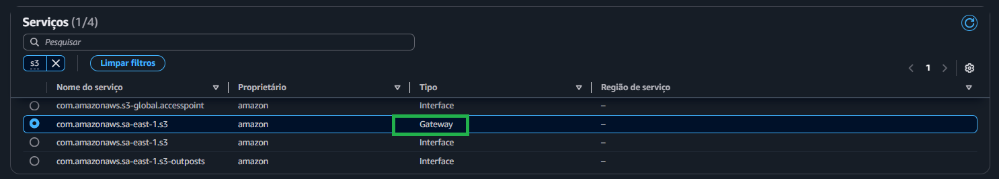 Serviços (1/4)
Pesquisar
s3 Limpar filtros
1
Nome do serviço Proprietário Tipo Região de serviço
com.amazonaws.s3-global.accesspoint amazon Interface –
com.amazonaws.sa-east-1.s3 amazon Gateway –
com.amazonaws.sa-east-1.s3 amazon Interface –
com.amazonaws.sa-east-1.s3-outposts amazon Interface –